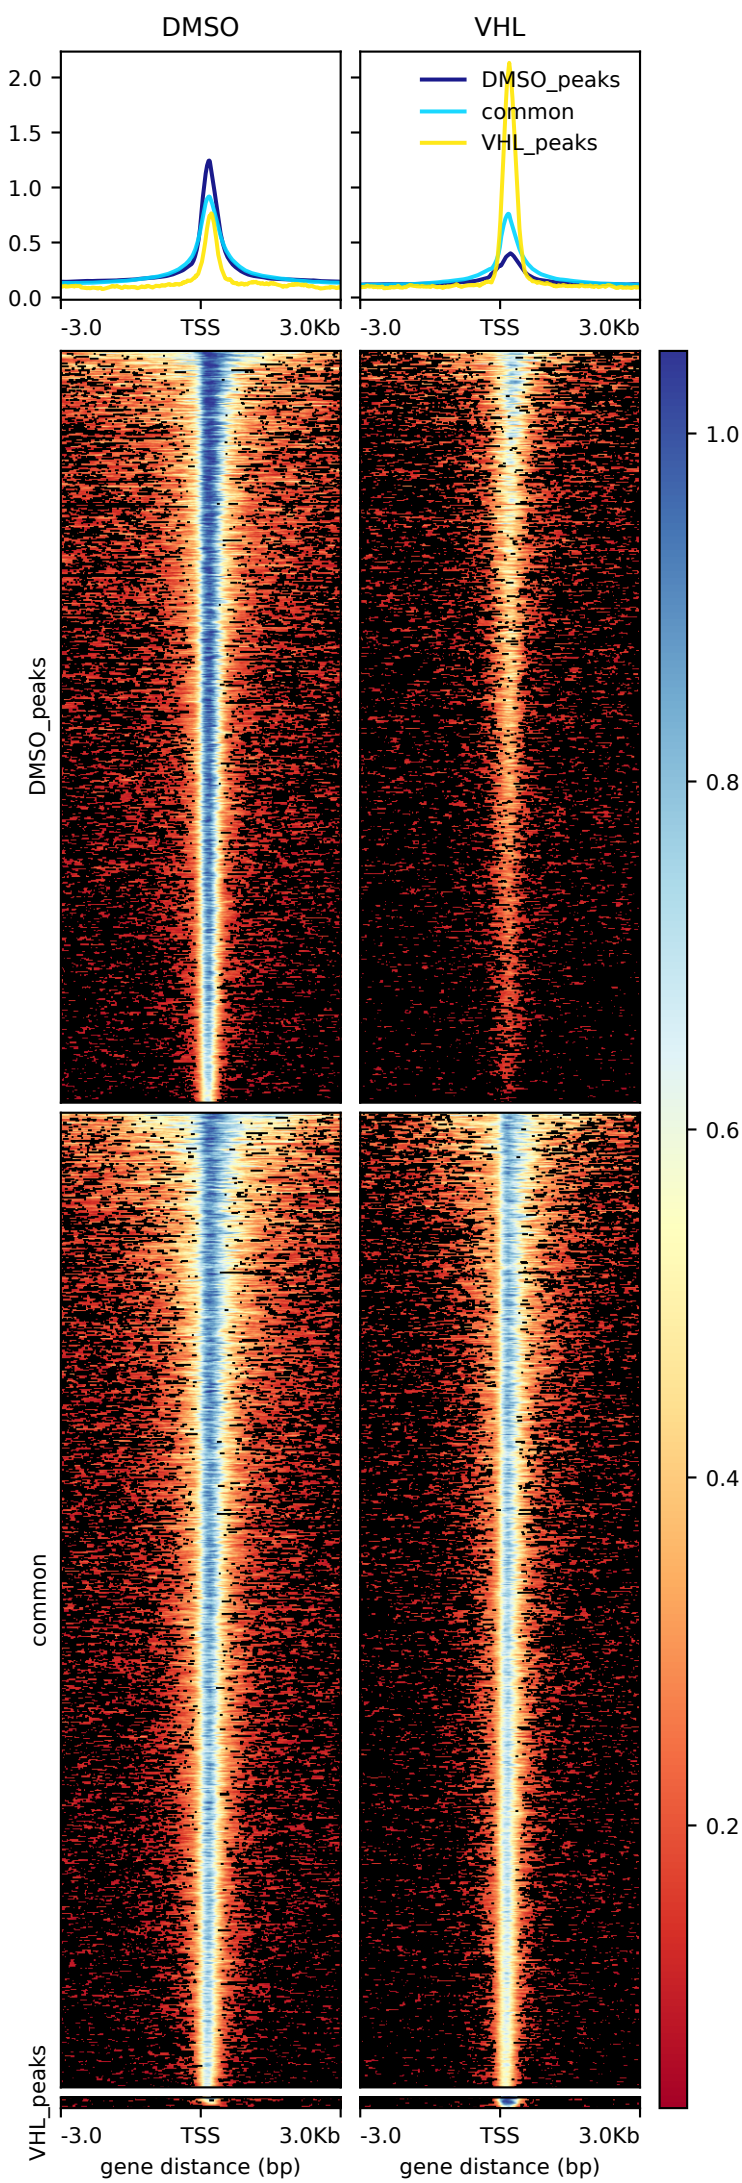 DMSO
VHL
2.0
1.5
1.0
0.5
0.0
DMSO_peaks
common
VHL_peaks
-3.0 TSS 3.0Kb
-3.0 TSS 3.0Kb
DMSO_peaks
common
VHL_peaks
1.0
0.8
0.6
0.4
0.2
-3.0 TSS 3.0Kb
gene distance (bp)
-3.0 TSS 3.0Kb
gene distance (bp)